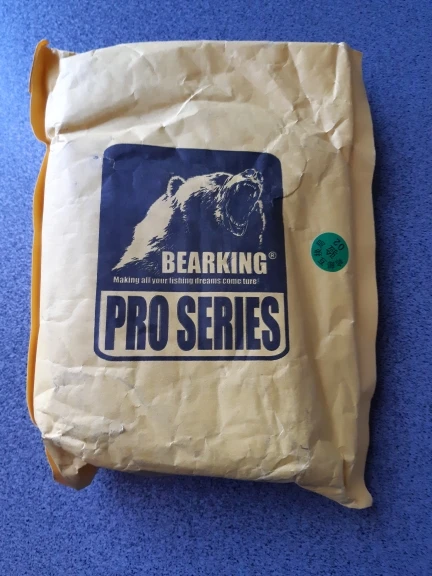 BEARKING®
Making all your fishing dreams come ture!
PRO SERIES